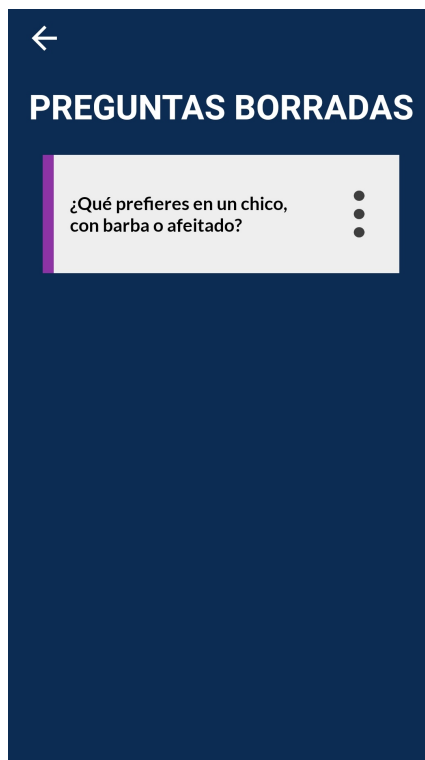 PREGUNTAS BORRADAS
¿Qué prefieres en un chico,
con barba o afeitado?